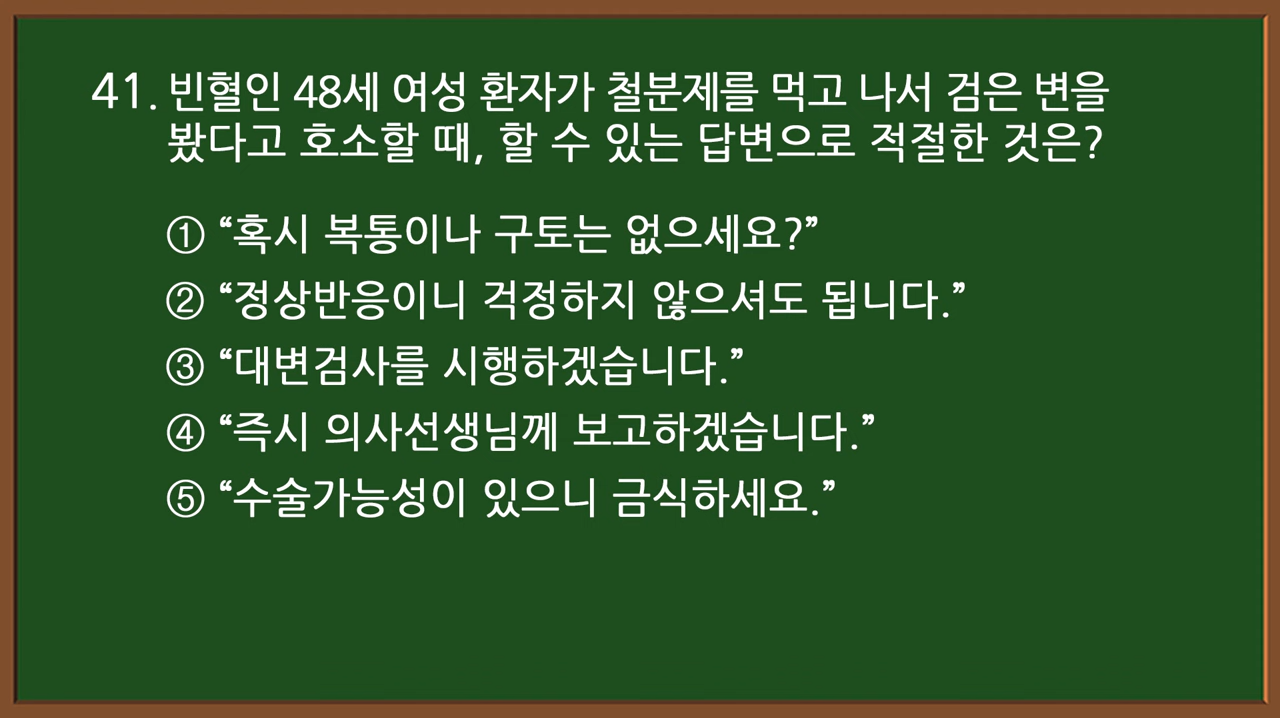 41. 빈혈인 48세 여성 환자가 철분제를 먹고 나서 검은 변을
봤다고 호소할 때, 할 수 있는 답변으로 적절한 것은?
① “혹시 복통이나 구토는 없으세요?”
② “정상반응이니 걱정하지 않으셔도 됩니다.”
③ “대변검사를 시행하겠습니다.”
④ “즉시 의사선생님께 보고하겠습니다.”
⑤ “수술가능성이 있으니 금식하세요.”